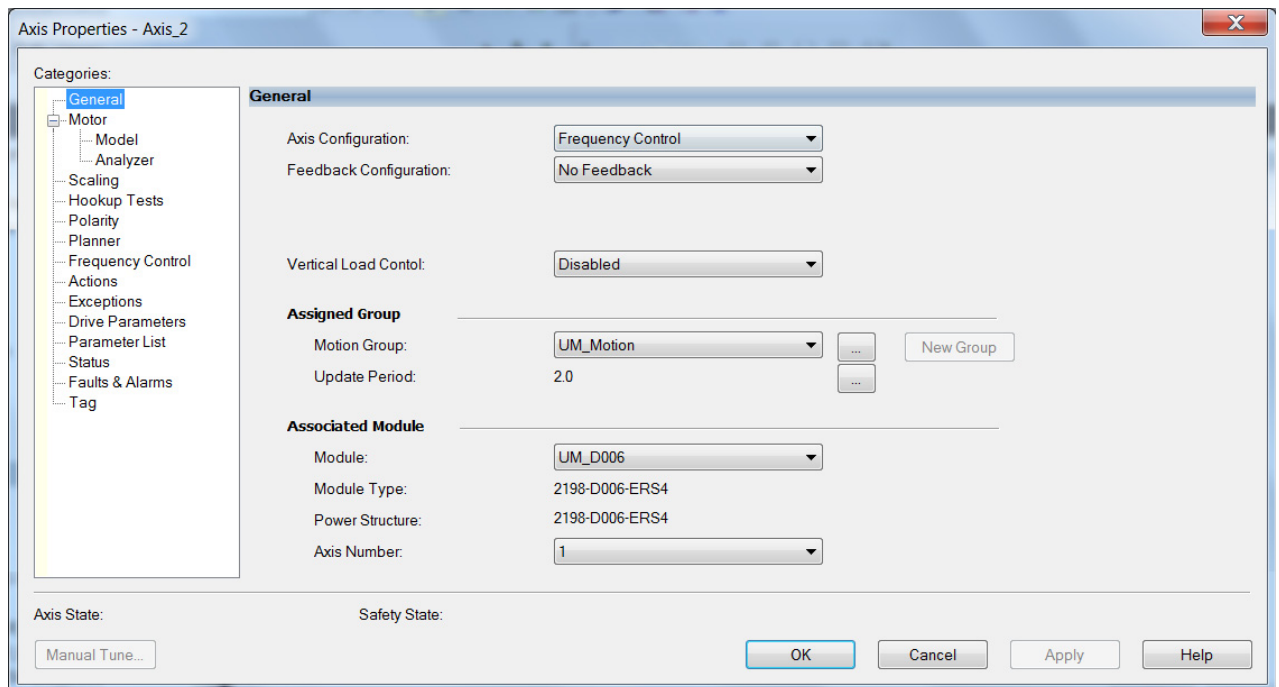 Axis Properties - Axis_2
X
Categories:
General
Motor
Model
Analyzer
Scaling
Hookup Tests
Polarity
Planner
Frequency Control
Actions
Exceptions
Drive Parameters
Parameter List
Status
Faults & Alarms
Tag
General
Axis Configuration: Frequency Control
Feedback Configuration: No Feedback
Vertical Load Contol: Disabled
Assigned Group
Motion Group: UM_Motion ... New Group
Update Period: 2.0 ...
Associated Module
Module: UM_D006
Module Type: 2198-D006-ERS4
Power Structure: 2198-D006-ERS4
Axis Number: 1
Axis State: Safety State:
Manual Tune... OK Cancel Apply Help